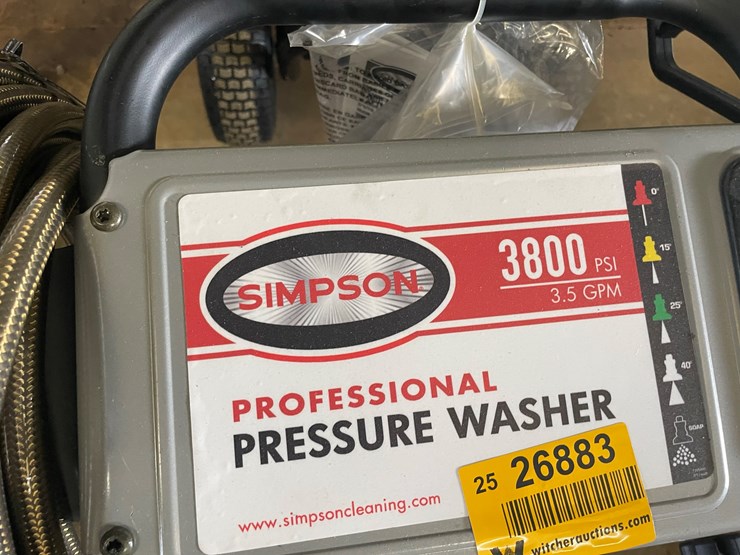 SIMPSON
3800 PSI
3.5 GPM
PROFESSIONAL
PRESSURE WASHER
www.simpsoncleaning.com
0°
15°
25°
40°
SOAP
25 26883
witcherauctions.com